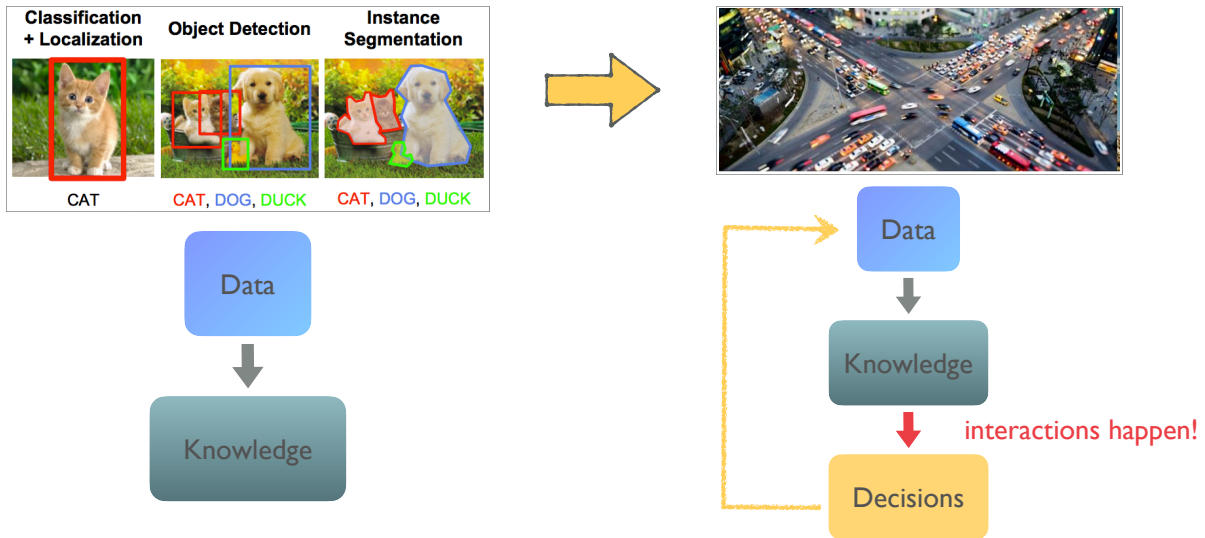 Classification
+ Localization
Object Detection
Instance
Segmentation
CAT
CAT, DOG, DUCK
CAT, DOG, DUCK
Data
Knowledge
Data
Knowledge
interactions happen!
Decisions